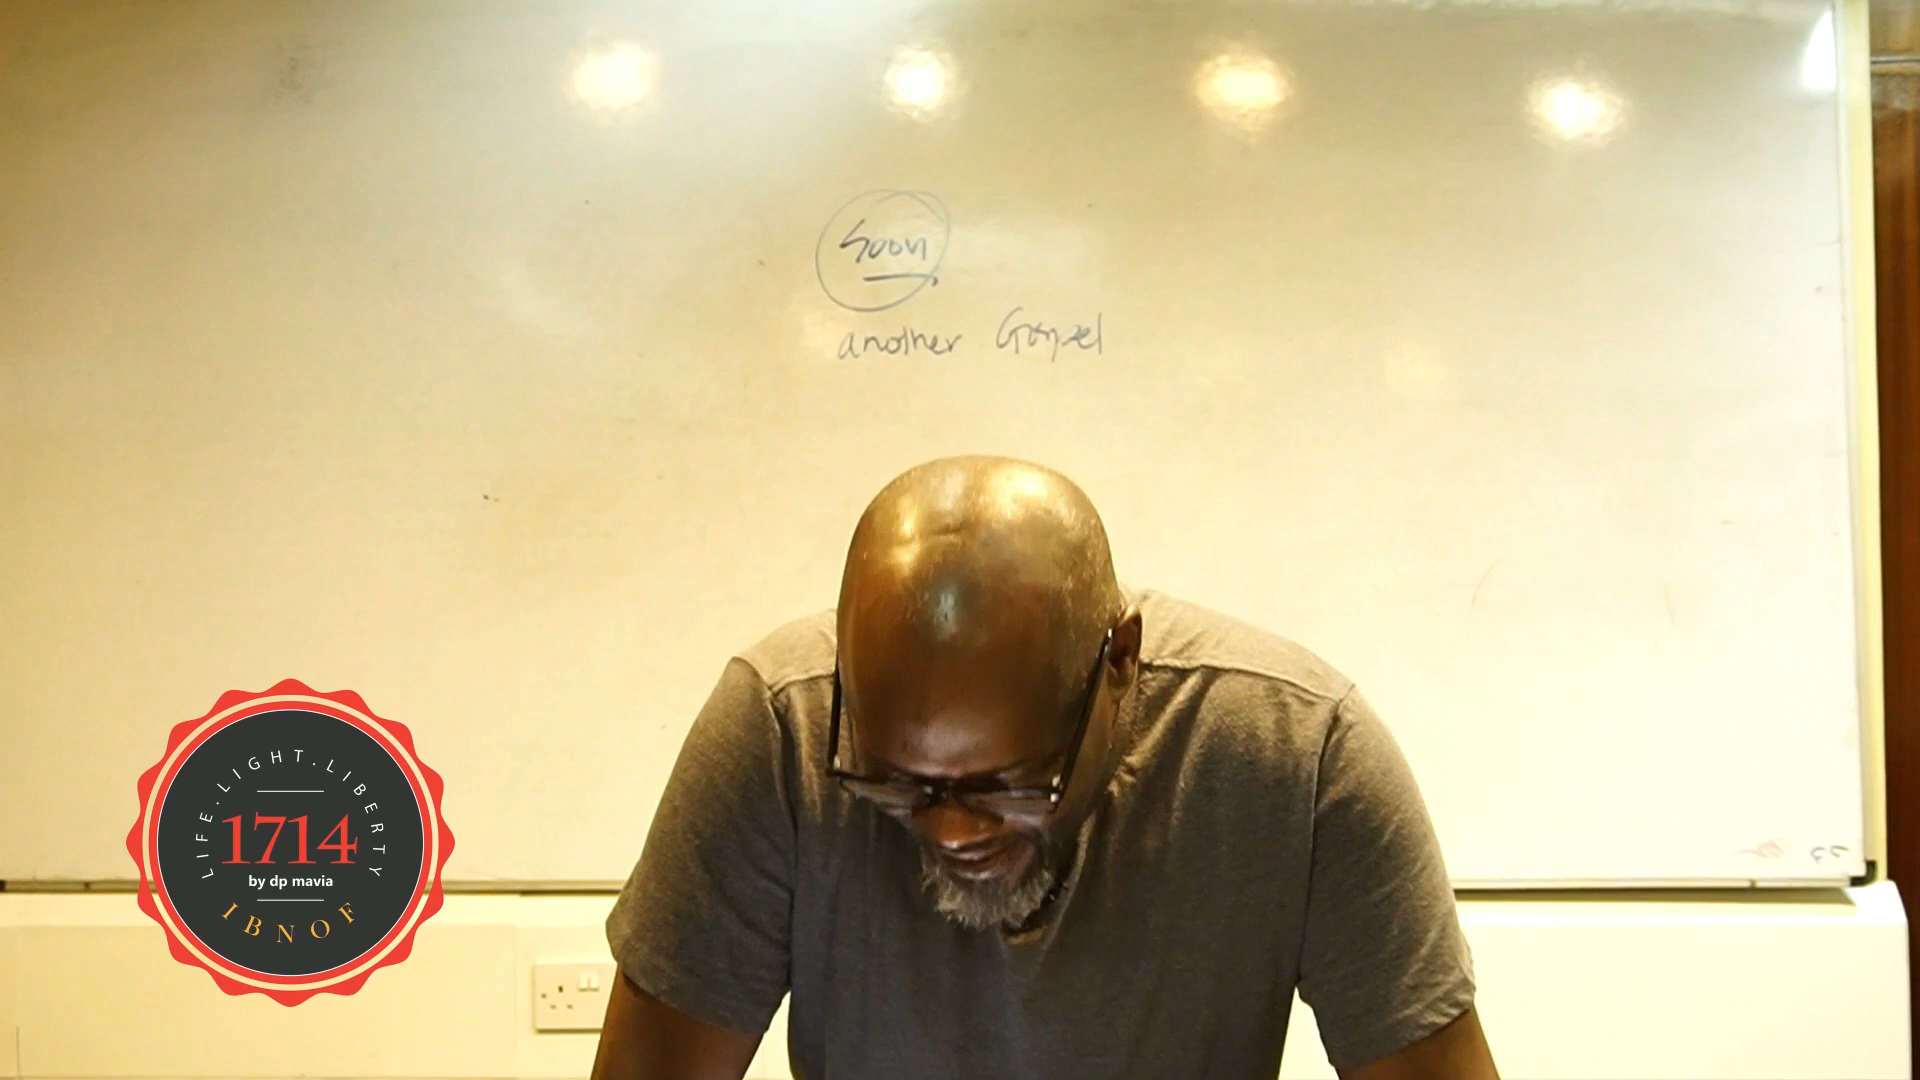 Soon
another Gospel
LIFE.LIGHT.LIBERTY
1714
by dp mavia
IBNOF